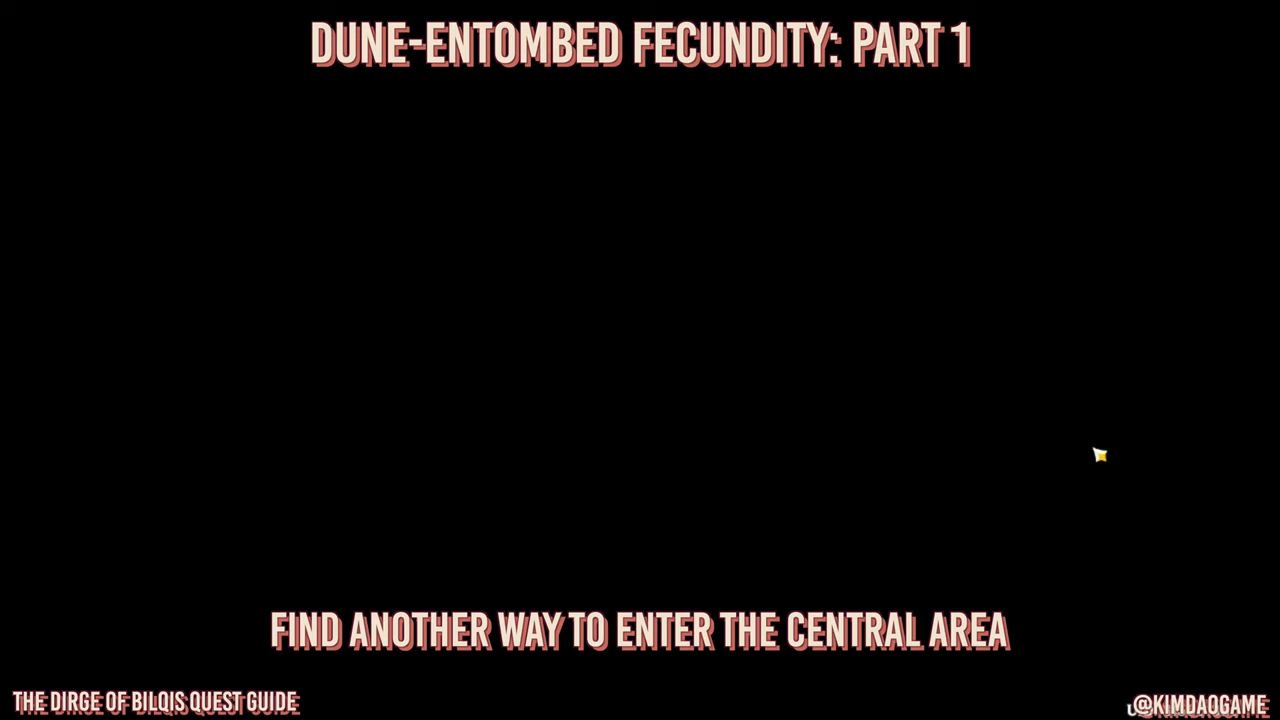 DUNE-ENTOMBED FECUNDITY: PART 1
FIND ANOTHER WAY TO ENTER THE CENTRAL AREA
THE DIRGE OF BILQIS QUEST GUIDE
@KIMDAOGAME